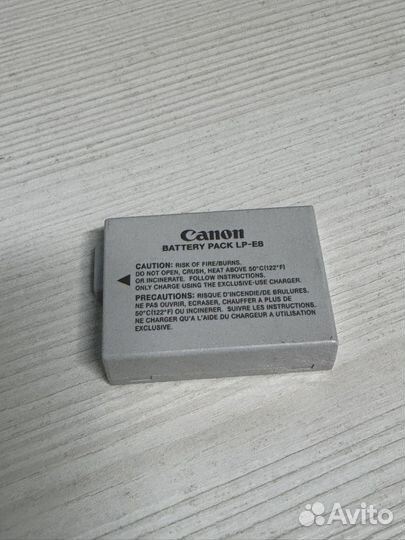 Canon
BATTERY PACK LP-E8
CAUTION: RISK OF FIRE/BURNS.
DO NOT OPEN, CRUSH, HEAT ABOVE 50°C(122°F)
OR INCINERATE. FOLLOW INSTRUCTIONS.
ONLY CHARGE USING THE EXCLUSIVE-USE CHARGER.
PRECAUTIONS: RISQUE D'INCENDIE/DE BRULURES.
NE PAS OUVRIR, ECRASER, CHAUFFER A PLUS DE
50°C(122°F) OU INCINERER. SUIVRE LES INSTRUCTIONS.
NE CHARGER QU'A L'AIDE DU CHARGEUR A UTILISATION
EXCLUSIVE.
Avito